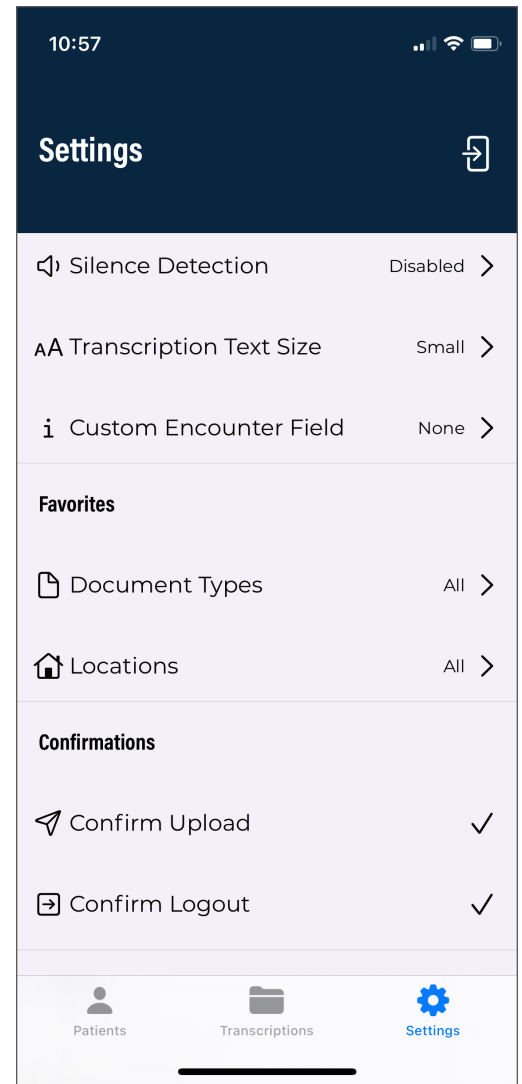 10:57
Settings
Silence Detection Disabled
AA Transcription Text Size Small
i Custom Encounter Field None
Favorites
Document Types All
Locations All
Confirmations
Confirm Upload
Confirm Logout
Patients Transcriptions Settings